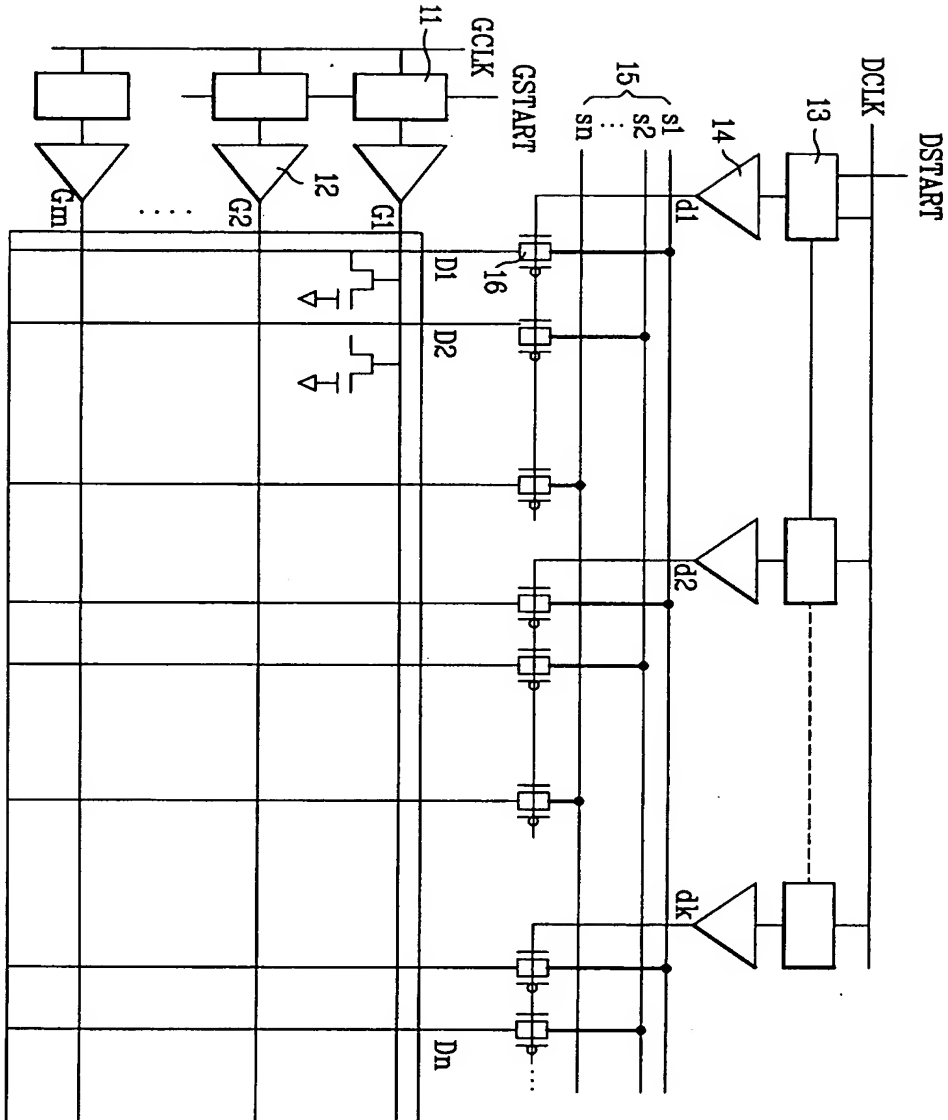 DSTART
DCLK
13
14
d1
d2
dk
15
s1
s2
⋮
sn
16
D1
D2
Dn
....
11
GCLK
GSTART
12
G1
G2
....
Gm